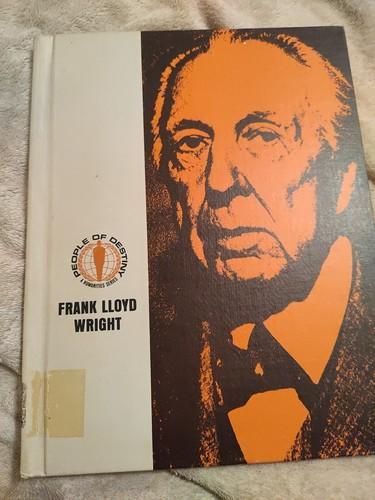 PEOPLE OF DESTINY
A HUMANITIES SERIES
FRANK LLOYD
WRIGHT